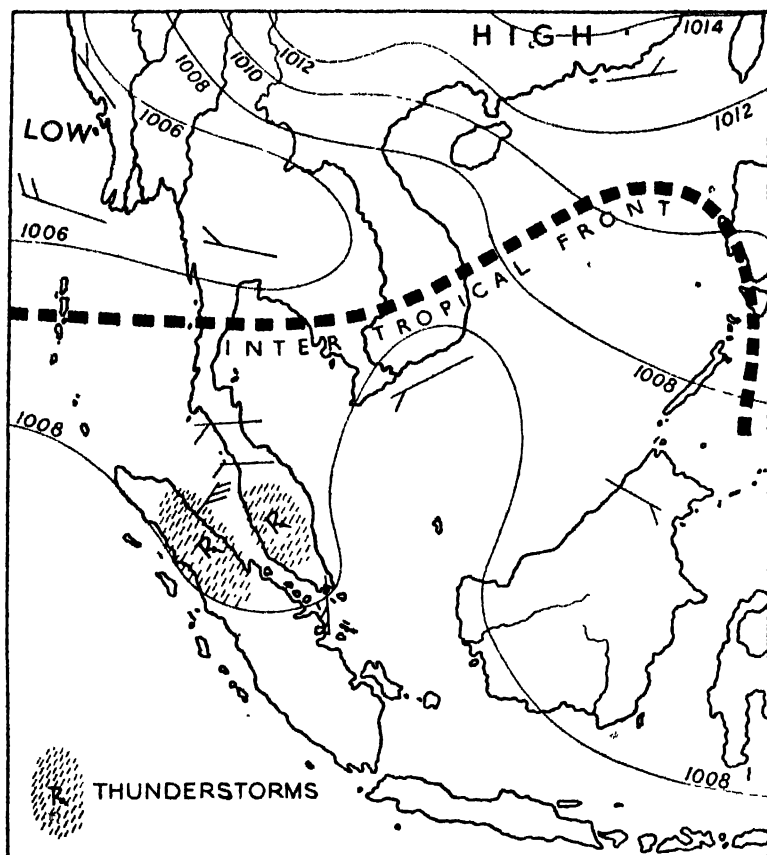 HIGH
1014
1012
1010
1008
1012
LOW
1006
1006
INTER TROPICAL FRONT
1008
1008
R
R
1008
R
THUNDERSTORMS